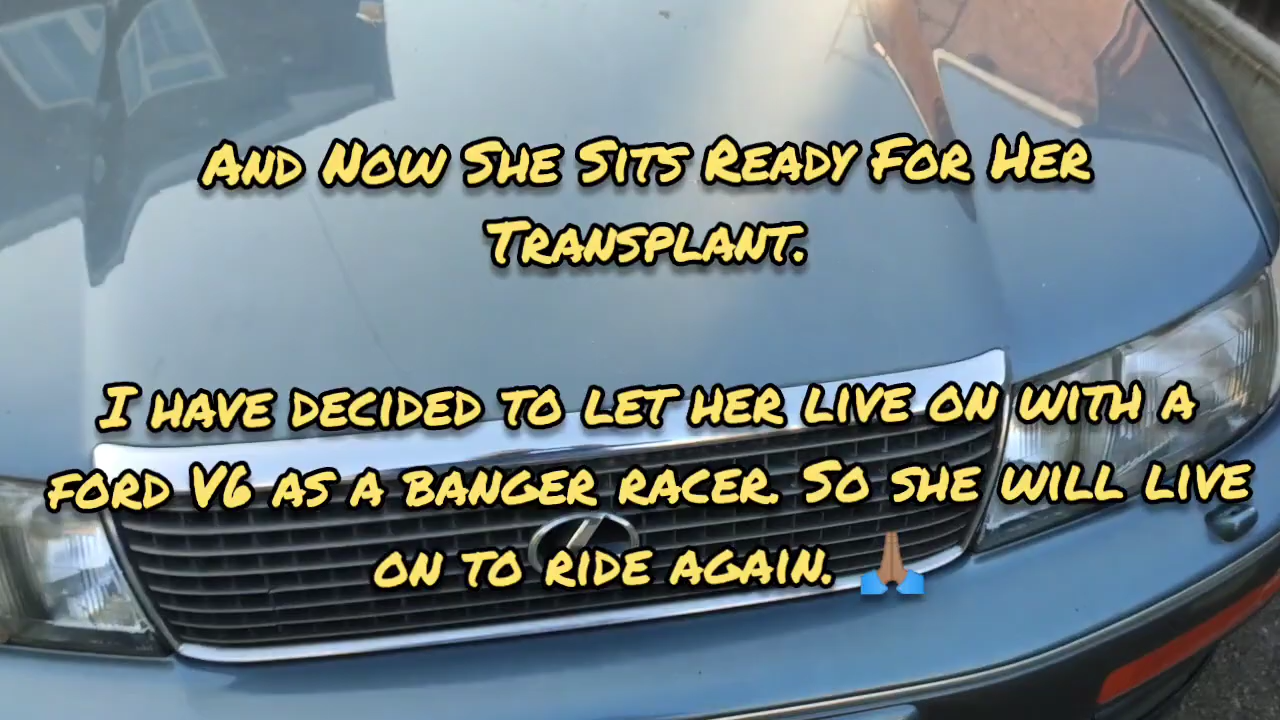 And Now She Sits Ready For Her
Transplant.
I have decided to let her live on with a
Ford V6 as a banger racer. So she will live
on to ride again. 🙏🏽